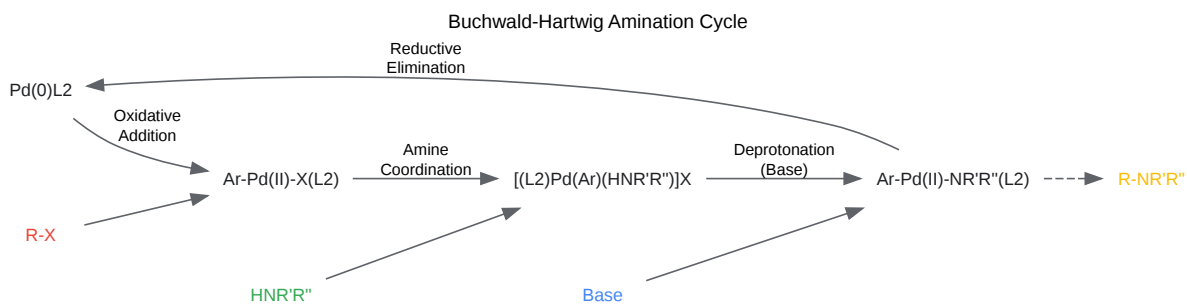 Buchwald-Hartwig Amination Cycle
Reductive
Elimination
Pd(0)L2
Oxidative
Addition
Amine
Coordination
Deprotonation
(Base)
Ar-Pd(II)-X(L2)
[(L2)Pd(Ar)(HNR'R")]X
Ar-Pd(II)-NR'R"(L2)
R-NR'R"
R-X
HNR'R"
Base